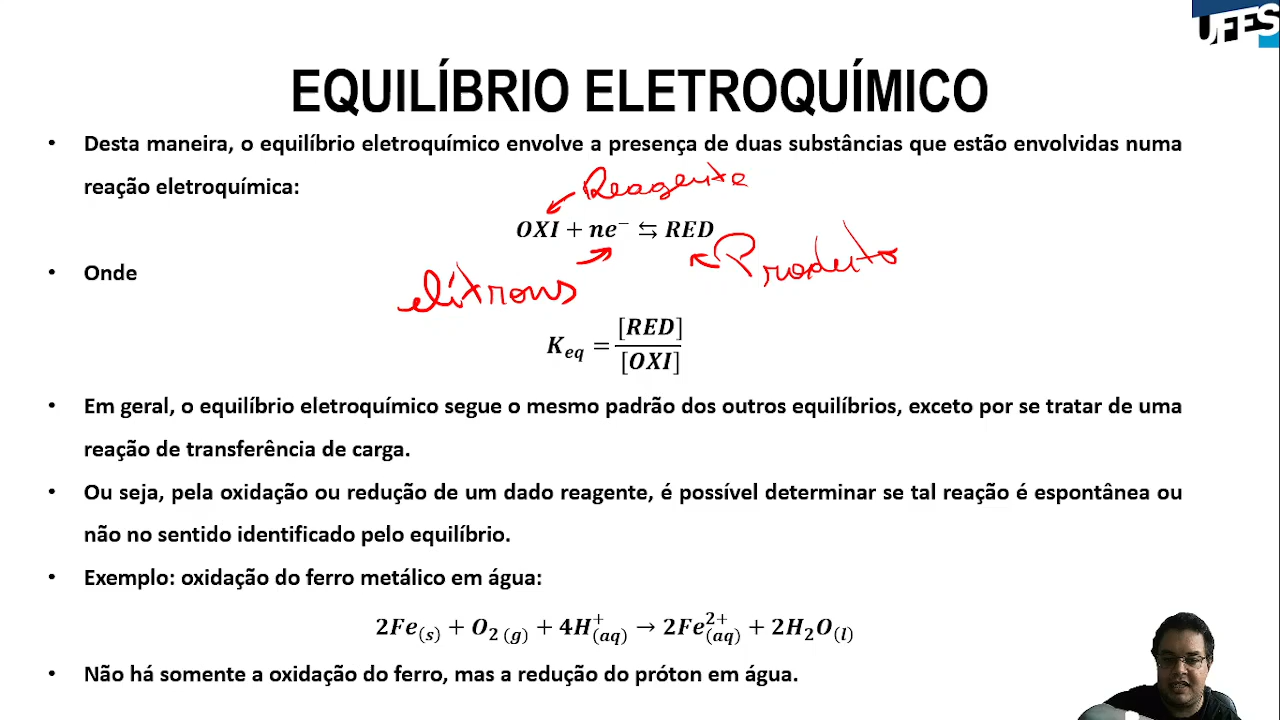 UFES
EQUILÍBRIO ELETROQUÍMICO
• Desta maneira, o equilíbrio eletroquímico envolve a presença de duas substâncias que estão envolvidas numa
reação eletroquímica:
Reagente
OXI + ne⁻ ⇆ RED
Produto
• Onde
elétrons
K_eq = [RED] / [OXI]
• Em geral, o equilíbrio eletroquímico segue o mesmo padrão dos outros equilíbrios, exceto por se tratar de uma
reação de transferência de carga.
• Ou seja, pela oxidação ou redução de um dado reagente, é possível determinar se tal reação é espontânea ou
não no sentido identificado pelo equilíbrio.
• Exemplo: oxidação do ferro metálico em água:
2Fe(s) + O₂ (g) + 4H⁺(aq) → 2Fe²⁺(aq) + 2H₂O(l)
• Não há somente a oxidação do ferro, mas a redução do próton em água.